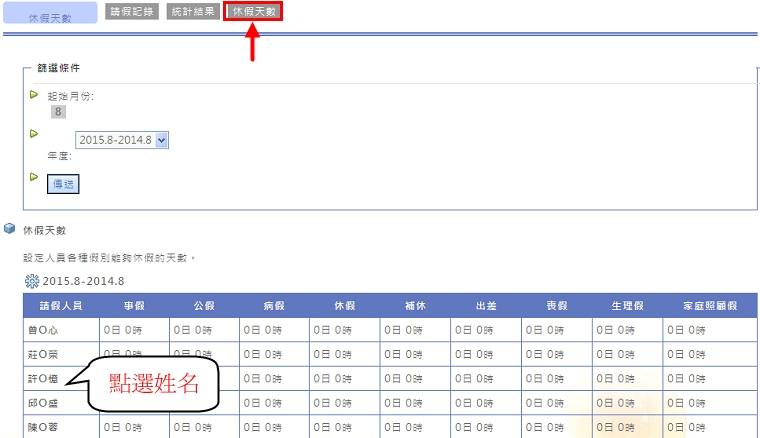 休假天數 請假記錄 統計結果 休假天數
篩選條件
起始月份:
8
2015.8-2014.8
年度:
傳送
休假天數
設定人員各種假別能夠休假的天數。
2015.8-2014.8
請假人員 事假 公假 病假 休假 補休 出差 喪假 生理假 家庭照顧假
曾O心 0日 0時 0日 0時 0日 0時 0日 0時 0日 0時 0日 0時 0日 0時 0日 0時 0日 0時
莊O榮 0日 0時 0日 0時 0日 0時 0日 0時 0日 0時 0日 0時 0日 0時 0日 0時 0日 0時
許O檍 0日 0時 0日 0時 0日 0時 0日 0時 0日 0時 0日 0時 0日 0時
點選姓名
邱O盛 0日 0時 0日 0時 0日 0時 0日 0時 0日 0時 0日 0時 0日 0時
陳O蓉 0日 0時 0日 0時 0日 0時 0日 0時 0日 0時 0日 0時 0日 0時 0日 0時 0日 0時